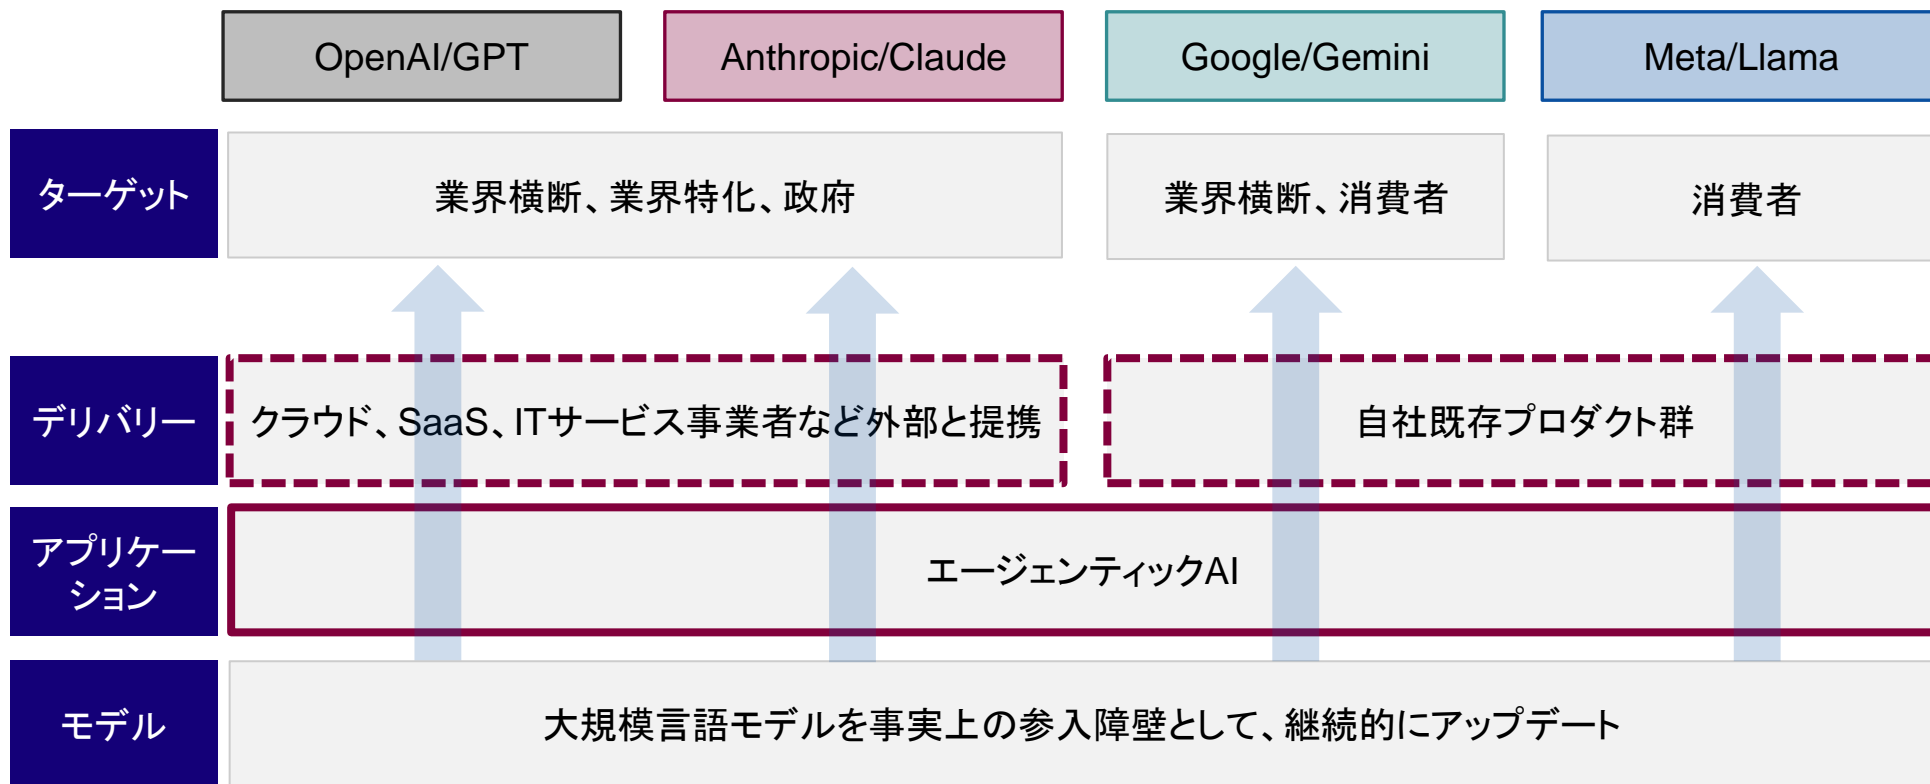 OpenAI/GPT
Anthropic/Claude
Google/Gemini
Meta/Llama
ターゲット
業界横断、業界特化、政府
業界横断、消費者
消費者
デリバリー
クラウド、SaaS、ITサービス事業者など外部と提携
自社既存プロダクト群
アプリケー
ション
エージェンティックAI
モデル
大規模言語モデルを事実上の参入障壁として、継続的にアップデート